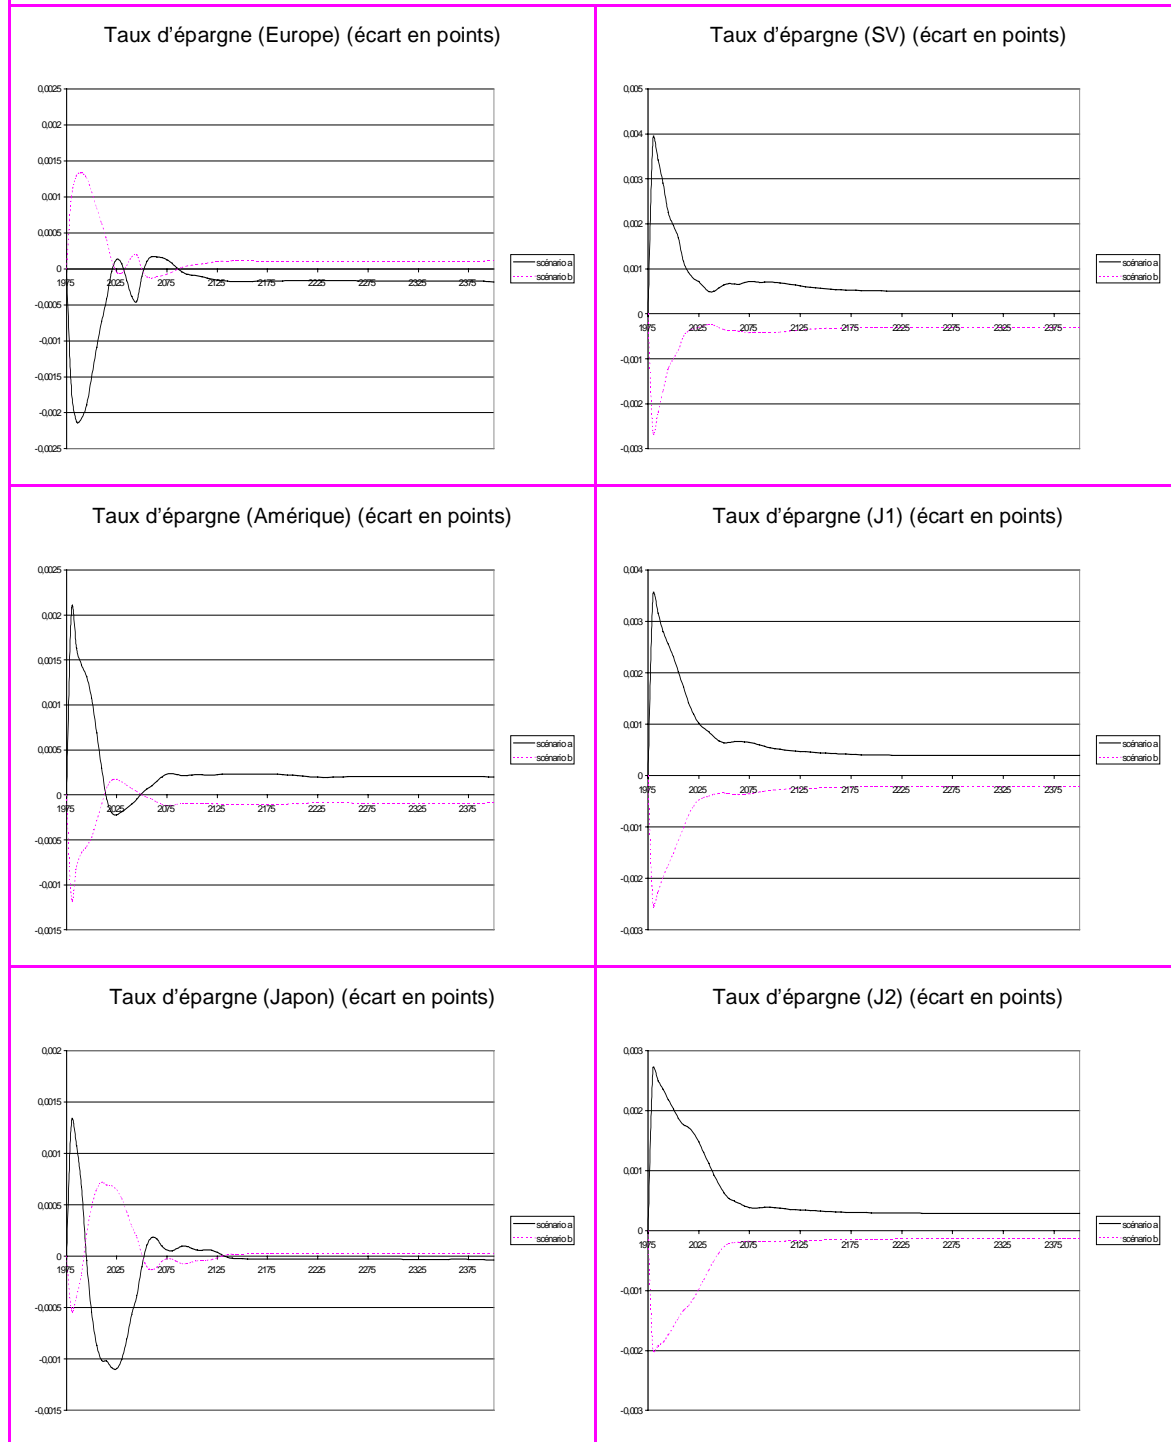 Taux d'épargne (Europe) (écart en points)
0,0025
0,002
0,0015
0,001
0,0005
0
-0,0005
-0,001
-0,0015
-0,002
-0,0025
1975 2025 2075 2125 2175 2225 2275 2325 2375
scénario a
scénario b
Taux d'épargne (SV) (écart en points)
0,005
0,004
0,003
0,002
0,001
0
-0,001
-0,002
-0,003
1975 2025 2075 2125 2175 2225 2275 2325 2375
scénario a
scénario b
Taux d'épargne (Amérique) (écart en points)
0,0025
0,002
0,0015
0,001
0,0005
0
-0,0005
-0,001
-0,0015
1975 2025 2075 2125 2175 2225 2275 2325 2375
scénario a
scénario b
Taux d'épargne (J1) (écart en points)
0,004
0,003
0,002
0,001
0
-0,001
-0,002
-0,003
1975 2025 2075 2125 2175 2225 2275 2325 2375
scénario a
scénario b
Taux d'épargne (Japon) (écart en points)
0,002
0,0015
0,001
0,0005
0
-0,0005
-0,001
-0,0015
1975 2025 2075 2125 2175 2225 2275 2325 2375
scénario a
scénario b
Taux d'épargne (J2) (écart en points)
0,003
0,002
0,001
0
-0,001
-0,002
-0,003
1975 2025 2075 2125 2175 2225 2275 2325 2375
scénario a
scénario b